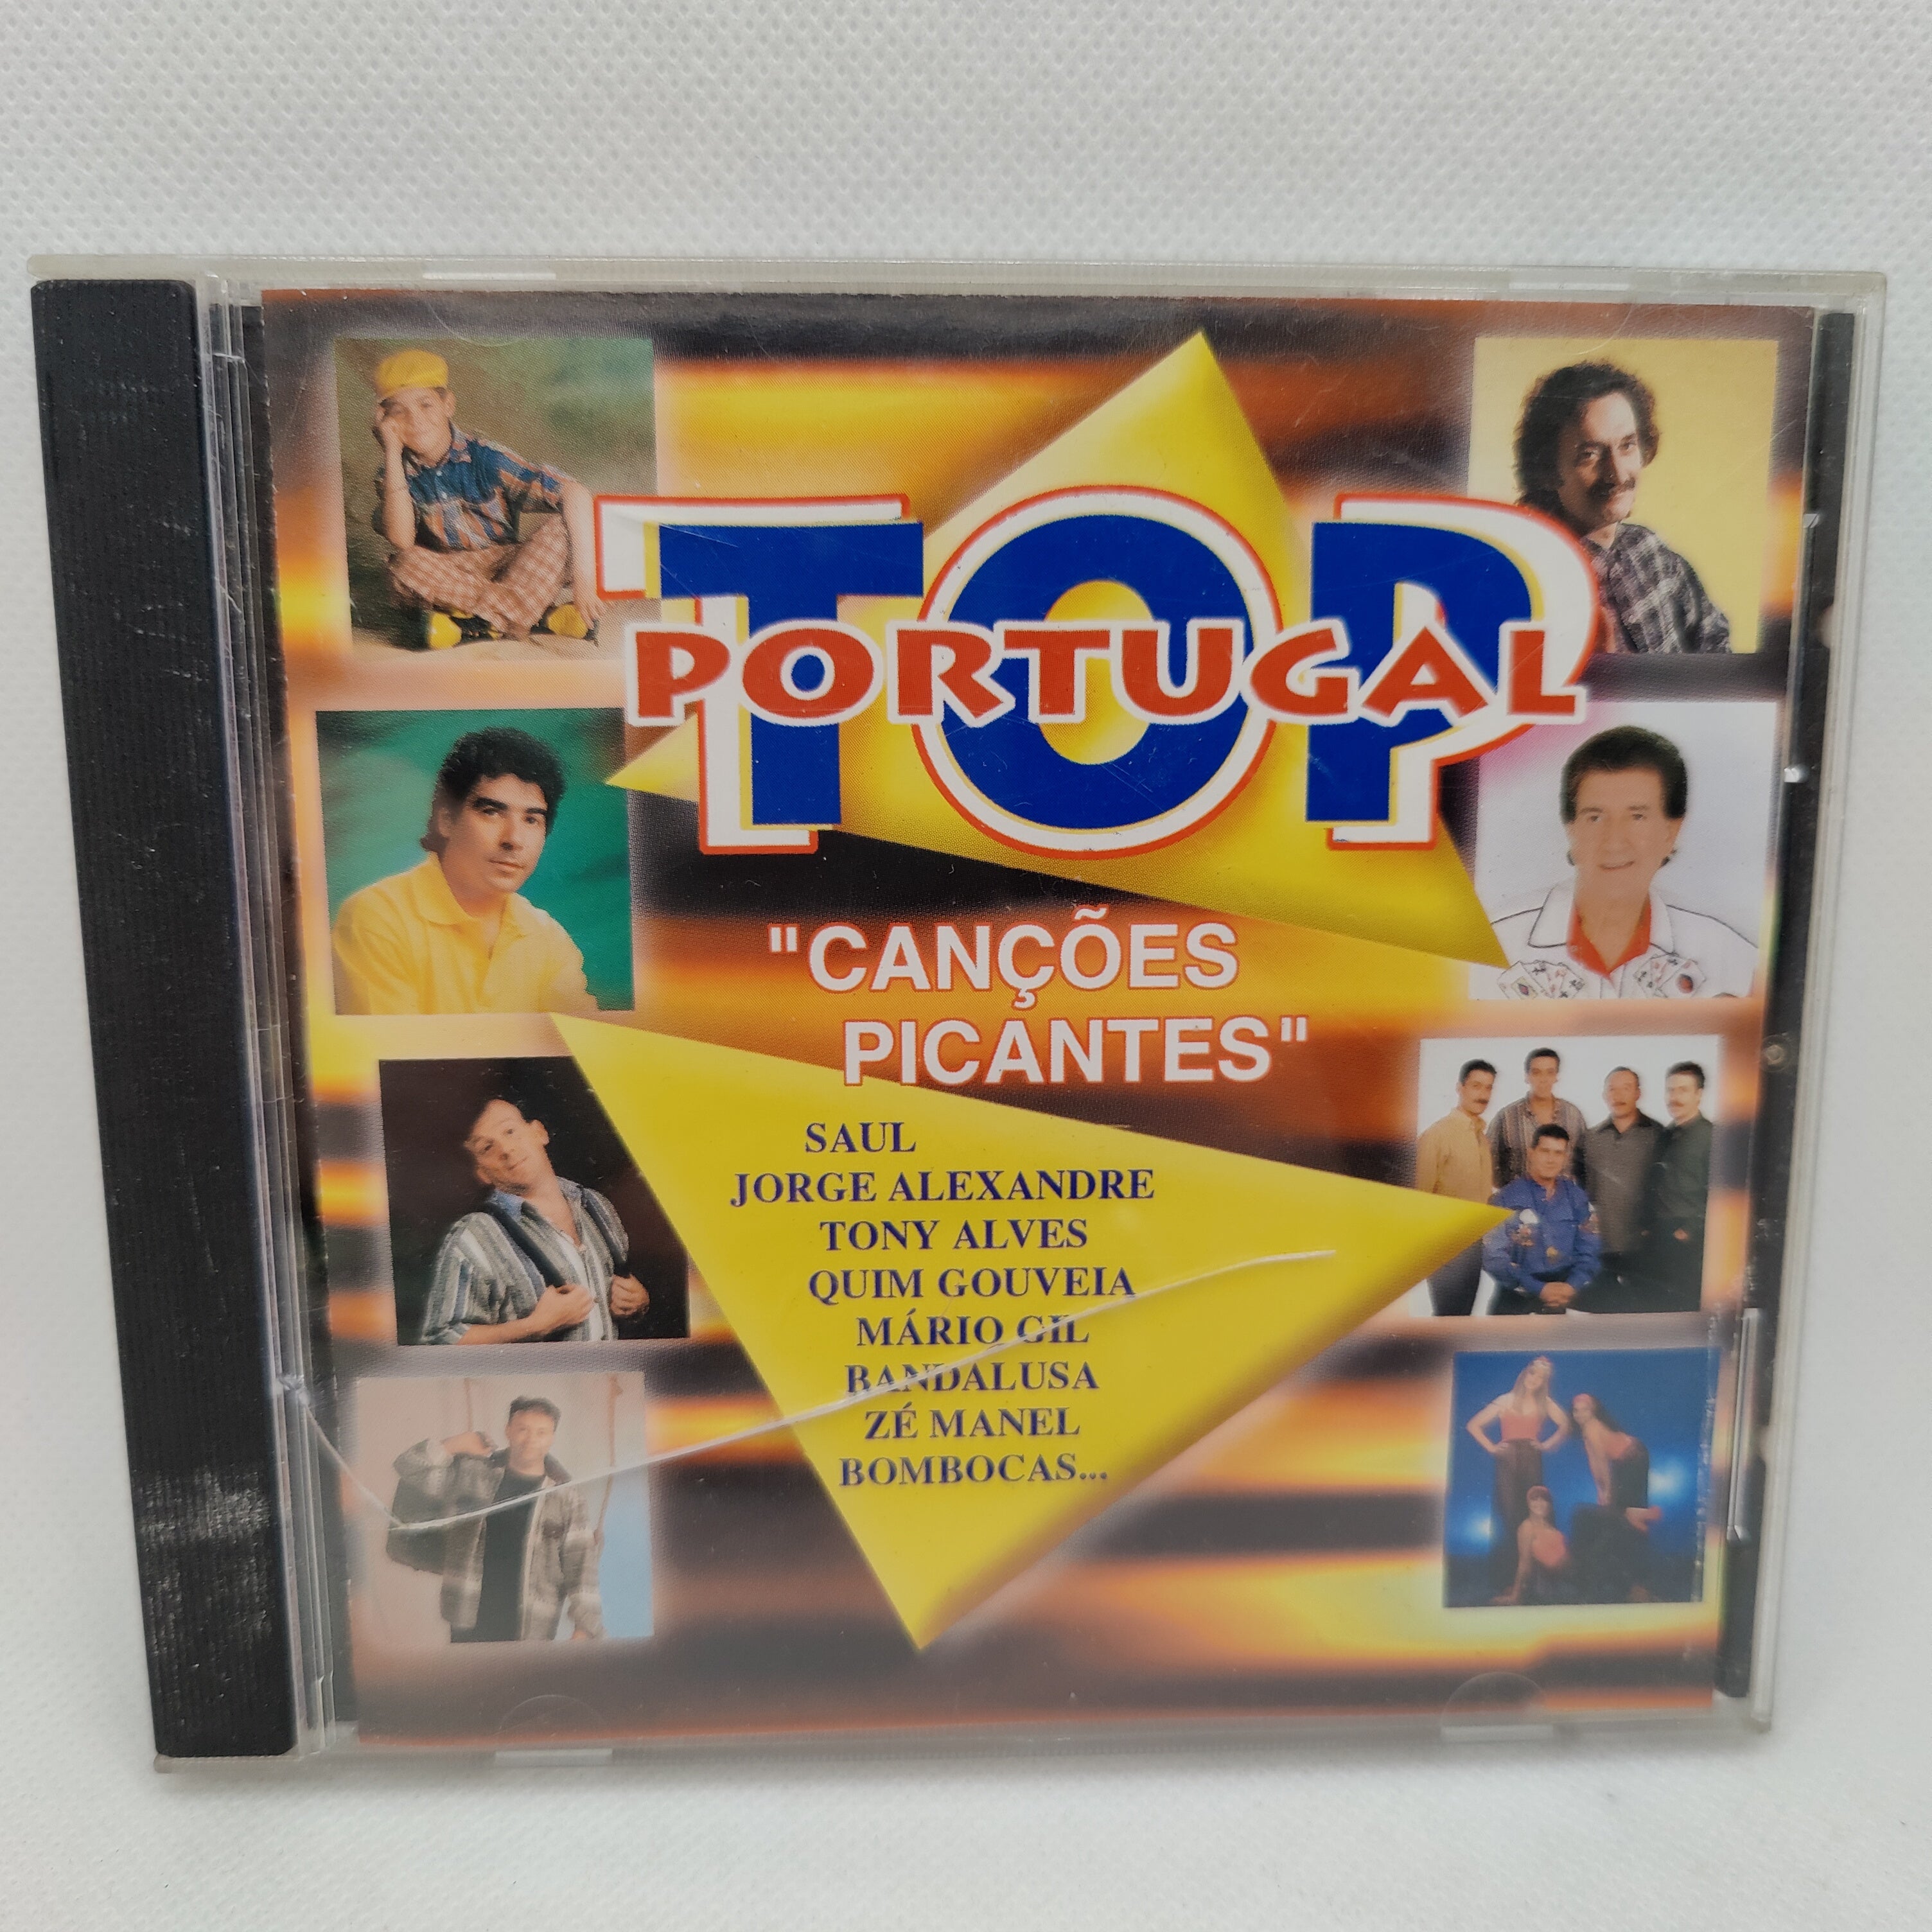 TOP
PORTUGAL
"CANÇÕES
PICANTES"
SAUL
JORGE ALEXANDRE
TONY ALVES
QUIM GOUVEIA
MÁRIO GIL
BANDALUSA
ZÉ MANEL
BOMBOCAS...